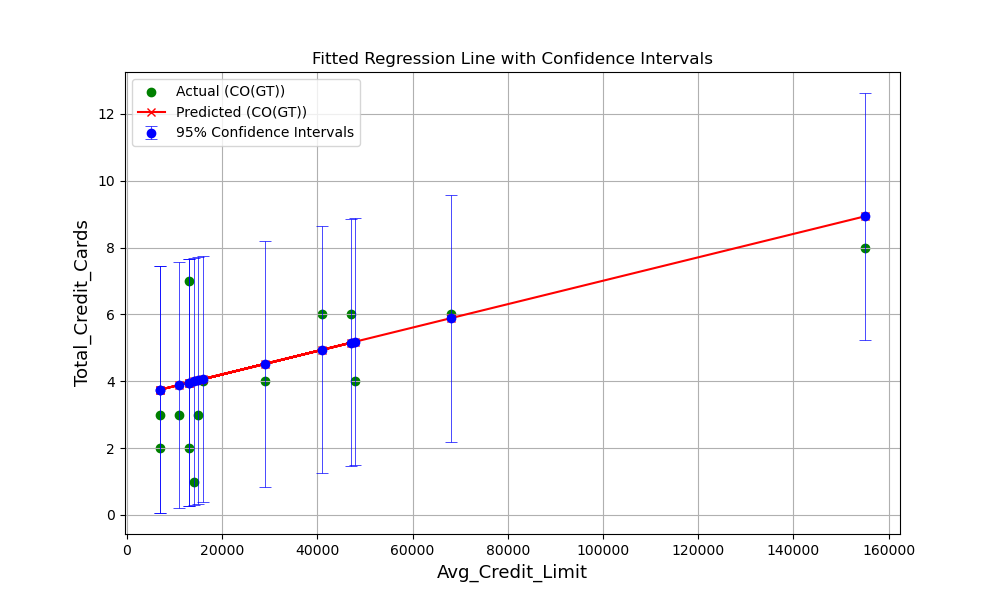 Fitted Regression Line with Confidence Intervals
Actual (CO(GT))
Predicted (CO(GT))
95% Confidence Intervals
Total_Credit_Cards
12
10
8
6
4
2
0
0 20000 40000 60000 80000 100000 120000 140000 160000
Avg_Credit_Limit